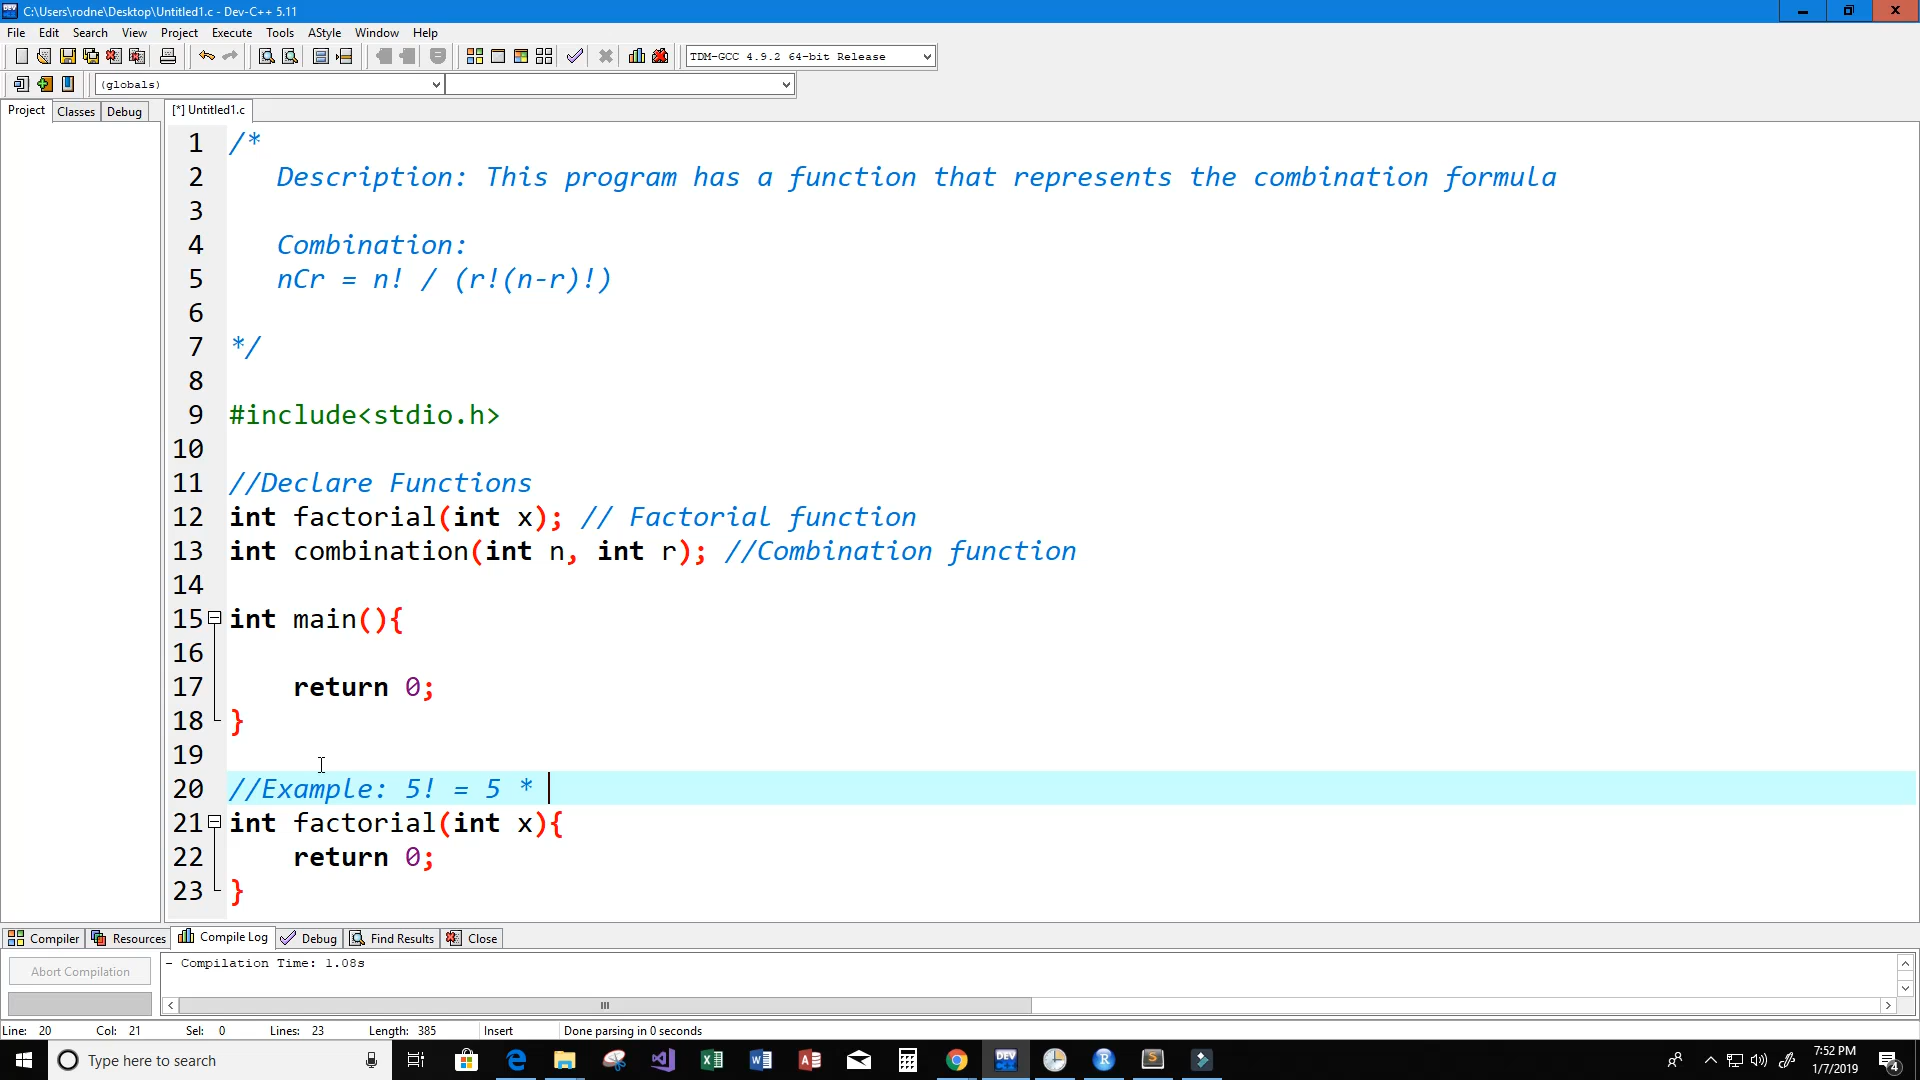 C:\Users\rodne\Desktop\Untitled1.c - Dev-C++ 5.11
File Edit Search View Project Execute Tools AStyle Window Help
TDM-GCC 4.9.2 64-bit Release
(globals)
Project Classes Debug [*] Untitled1.c
1 /*
2 Description: This program has a function that represents the combination formula
3
4 Combination:
5 nCr = n! / (r!(n-r)!)
6
7 */
8
9 #include<stdio.h>
10
11 //Declare Functions
12 int factorial(int x); // Factorial function
13 int combination(int n, int r); //Combination function
14
15 int main(){
16
17 return 0;
18 }
19
20 //Example: 5! = 5 *
21 int factorial(int x){
22 return 0;
23 }
Compiler Resources Compile Log Debug Find Results Close
Abort Compilation
- Compilation Time: 1.08s
Line: 20 Col: 21 Sel: 0 Lines: 23 Length: 385 Insert Done parsing in 0 seconds
Type here to search
7:52 PM
1/7/2019
4